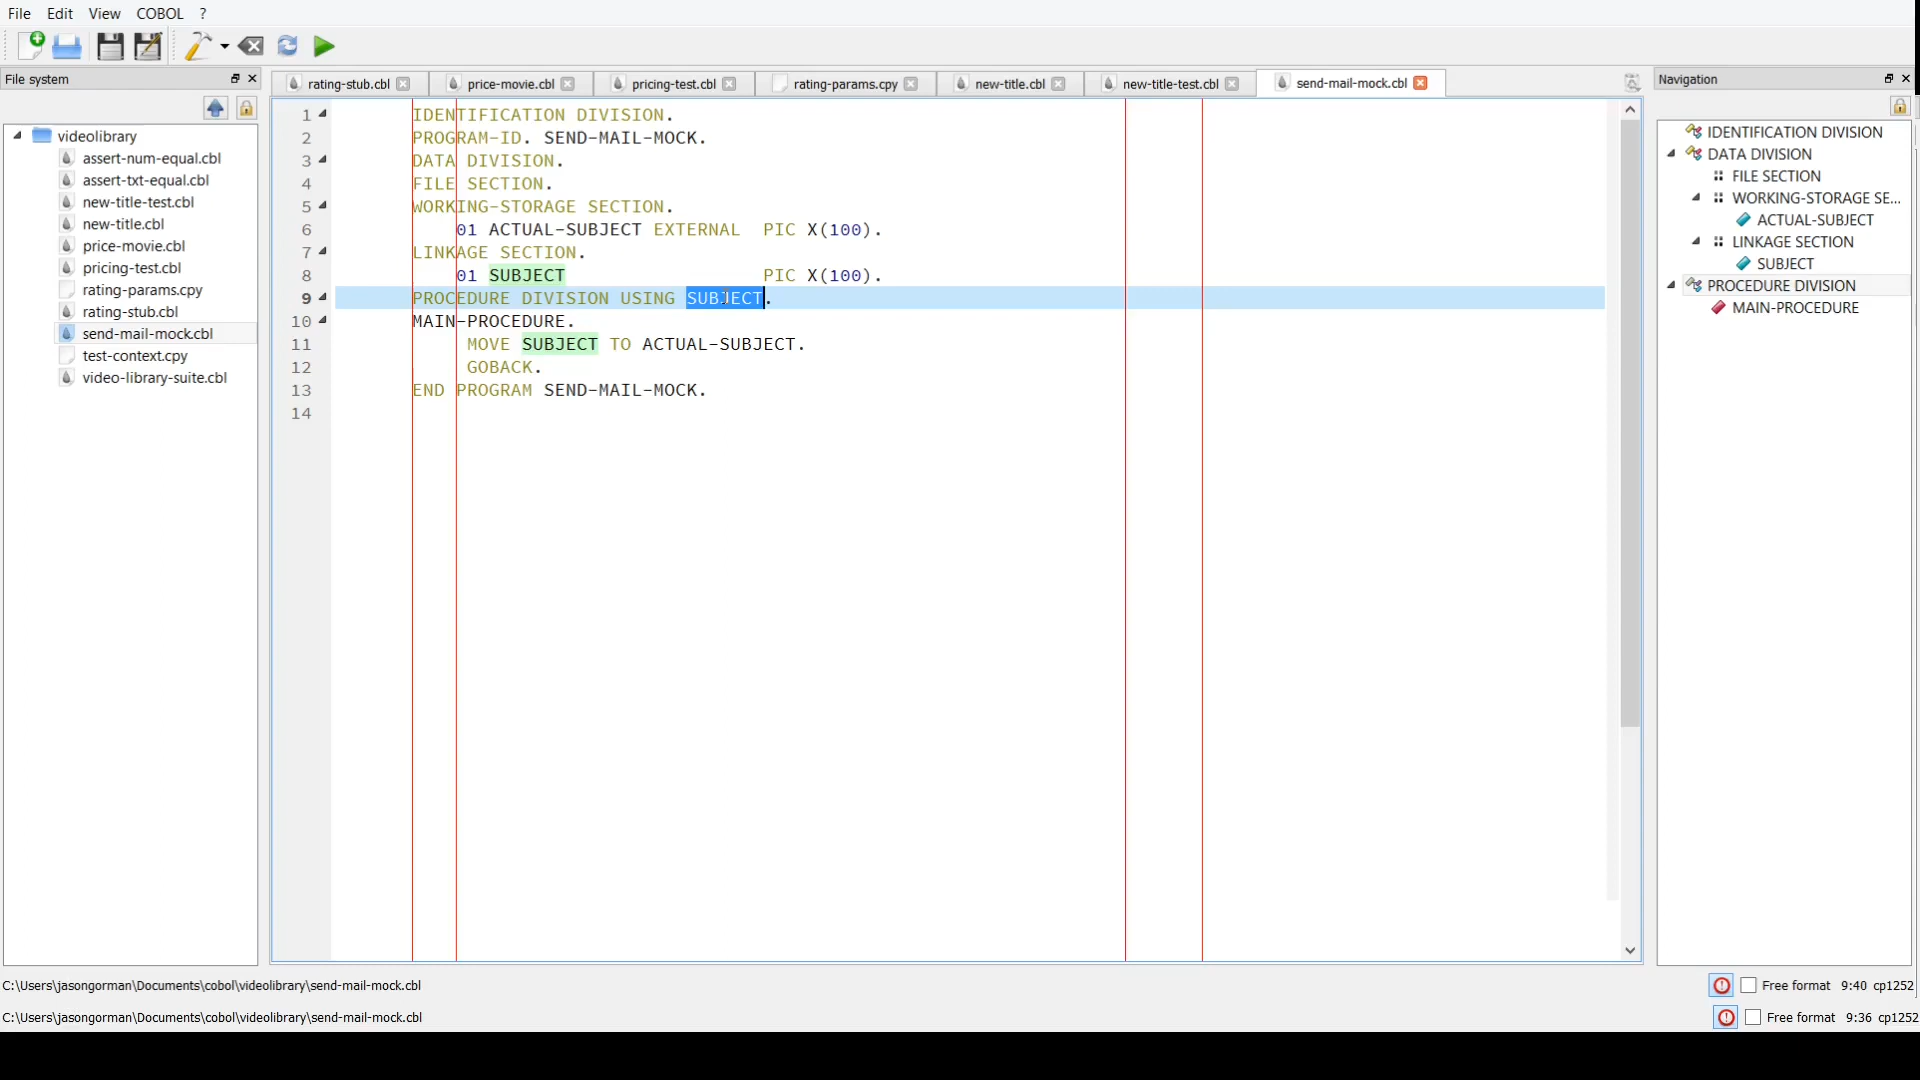 File Edit View COBOL ?
File system
rating-stub.cbl price-movie.cbl pricing-test.cbl rating-params.cpy new-title.cbl new-title-test.cbl send-mail-mock.cbl
Navigation
videolibrary
assert-num-equal.cbl
assert-txt-equal.cbl
new-title-test.cbl
new-title.cbl
price-movie.cbl
pricing-test.cbl
rating-params.cpy
rating-stub.cbl
send-mail-mock.cbl
test-context.cpy
video-library-suite.cbl
1 IDENTIFICATION DIVISION.
2 PROGRAM-ID. SEND-MAIL-MOCK.
3 DATA DIVISION.
4 FILE SECTION.
5 WORKING-STORAGE SECTION.
6 01 ACTUAL-SUBJECT EXTERNAL PIC X(100).
7 LINKAGE SECTION.
8 01 SUBJECT PIC X(100).
9 PROCEDURE DIVISION USING SUBJECT.
10 MAIN-PROCEDURE.
11 MOVE SUBJECT TO ACTUAL-SUBJECT.
12 GOBACK.
13 END PROGRAM SEND-MAIL-MOCK.
14
IDENTIFICATION DIVISION
DATA DIVISION
FILE SECTION
WORKING-STORAGE SE...
ACTUAL-SUBJECT
LINKAGE SECTION
SUBJECT
PROCEDURE DIVISION
MAIN-PROCEDURE
C:\Users\jasongorman\Documents\cobol\videolibrary\send-mail-mock.cbl Free format 9:40 cp1252
C:\Users\jasongorman\Documents\cobol\videolibrary\send-mail-mock.cbl Free format 9:36 cp1252